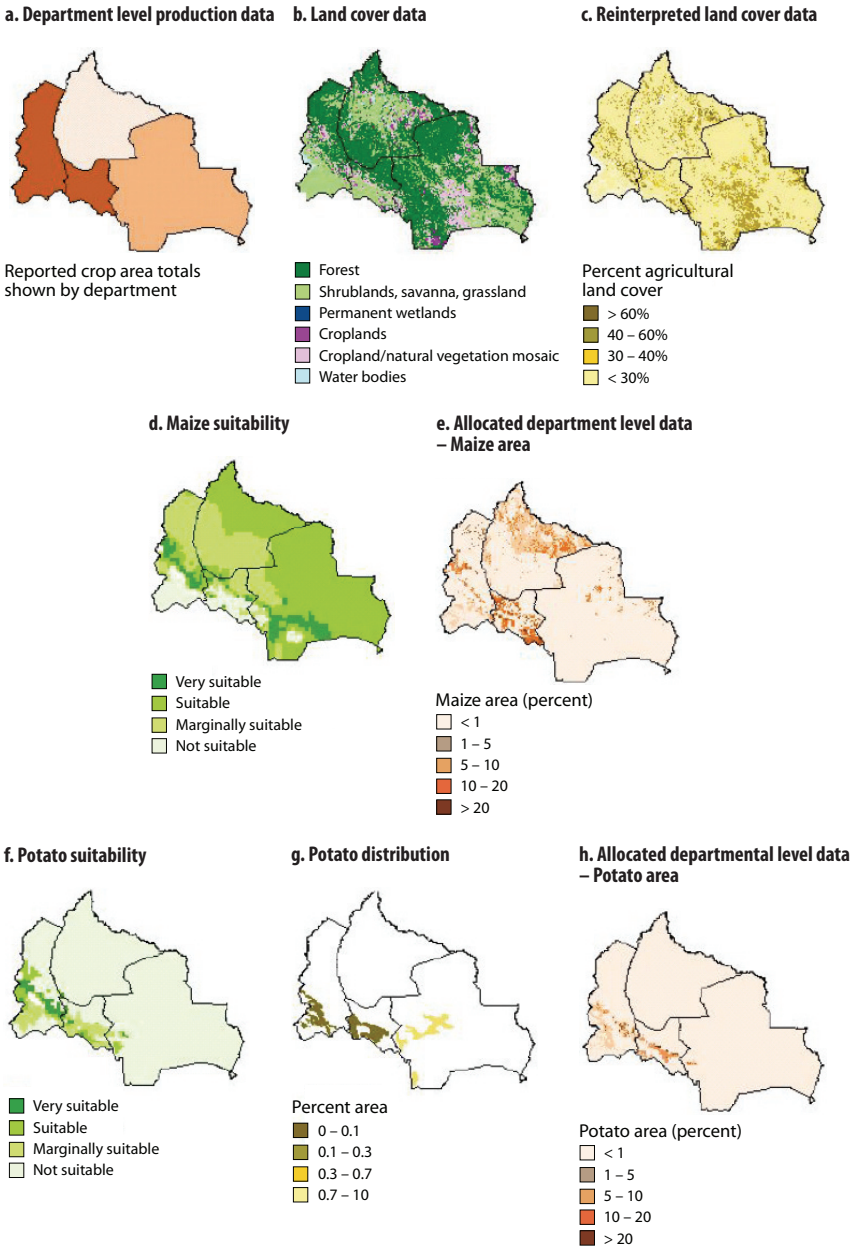 a. Department level production data
b. Land cover data
c. Reinterpreted land cover data
Reported crop area totals
shown by department
Forest
Shrublands, savanna, grassland
Permanent wetlands
Croplands
Cropland/natural vegetation mosaic
Water bodies
Percent agricultural
land cover
> 60%
40 – 60%
30 – 40%
< 30%
d. Maize suitability
e. Allocated department level data
– Maize area
Very suitable
Suitable
Marginally suitable
Not suitable
Maize area (percent)
< 1
1 – 5
5 – 10
10 – 20
> 20
f. Potato suitability
g. Potato distribution
h. Allocated departmental level data
– Potato area
Very suitable
Suitable
Marginally suitable
Not suitable
Percent area
0 – 0.1
0.1 – 0.3
0.3 – 0.7
0.7 – 10
Potato area (percent)
< 1
1 – 5
5 – 10
10 – 20
> 20